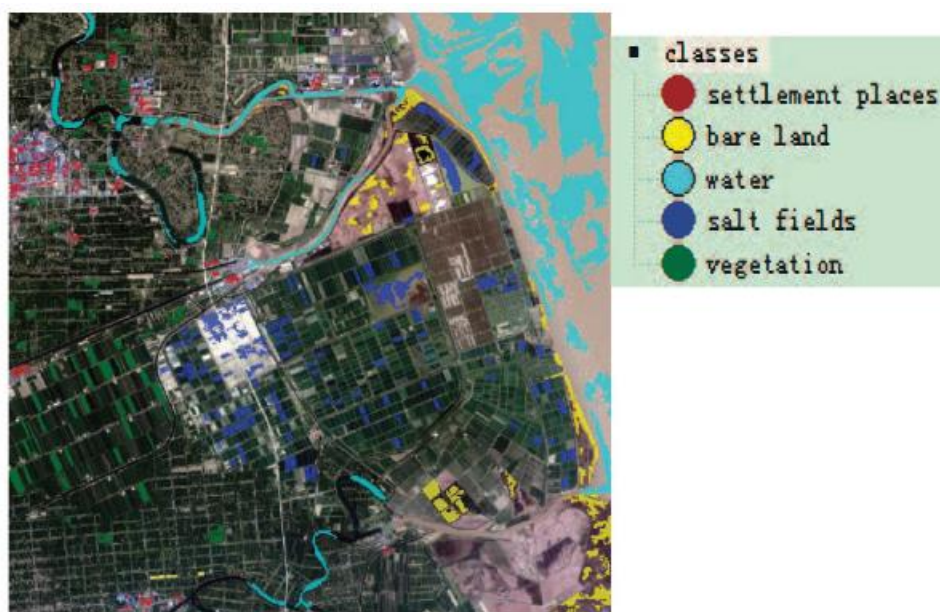 classes
settlement places
bare land
water
salt fields
vegetation